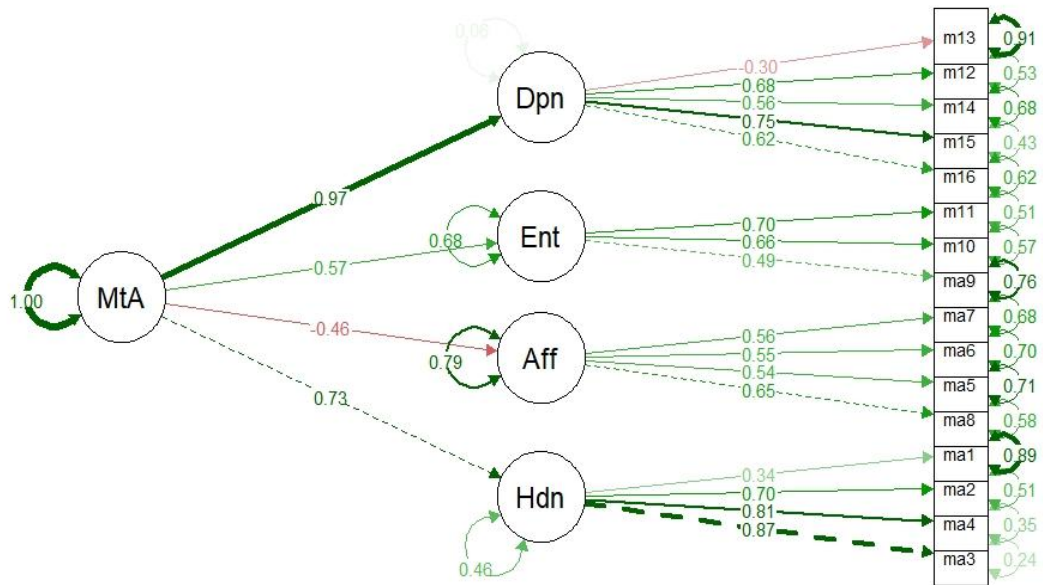 0.06
m13
0.91
Dpn
-0.30
m12
0.53
0.68
0.56
m14
0.68
0.75
m15
0.43
0.62
m16
0.62
0.97
m11
0.51
0.70
Ent
0.68
0.66
m10
0.57
0.57
0.49
ma9
0.76
MtA
1.00
ma7
0.68
-0.46
0.56
Aff
0.79
0.55
ma6
0.70
0.54
ma5
0.71
0.65
ma8
0.58
0.73
ma1
0.89
0.34
Hdn
0.70
ma2
0.51
0.81
ma4
0.35
0.87
ma3
0.24
0.46